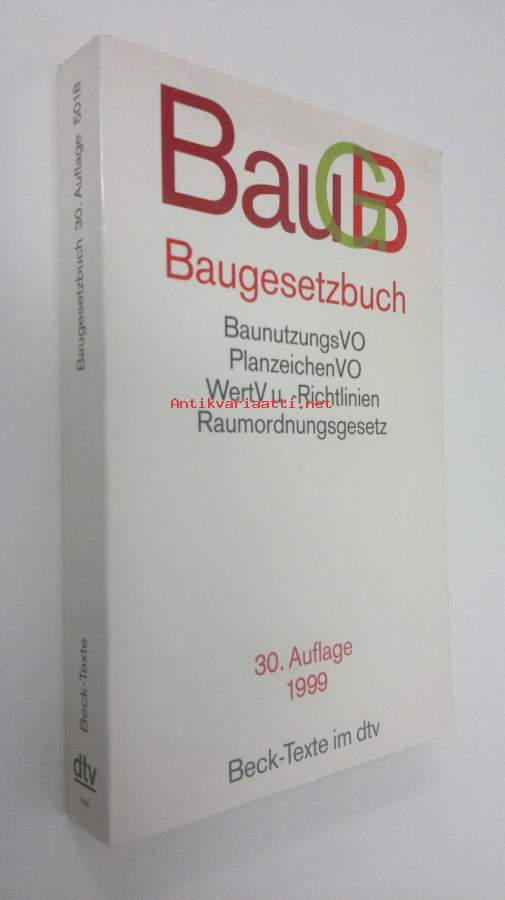 BauGB
Baugesetzbuch
BaunutzungsVO
PlanzeichenVO
WertV u. -Richtlinien
Antikvariaatti.net
Raumordnungsgesetz
30. Auflage
1999
Beck-Texte im dtv
Baugesetzbuch 30. Auflage 5018
Beck-Texte
dtv